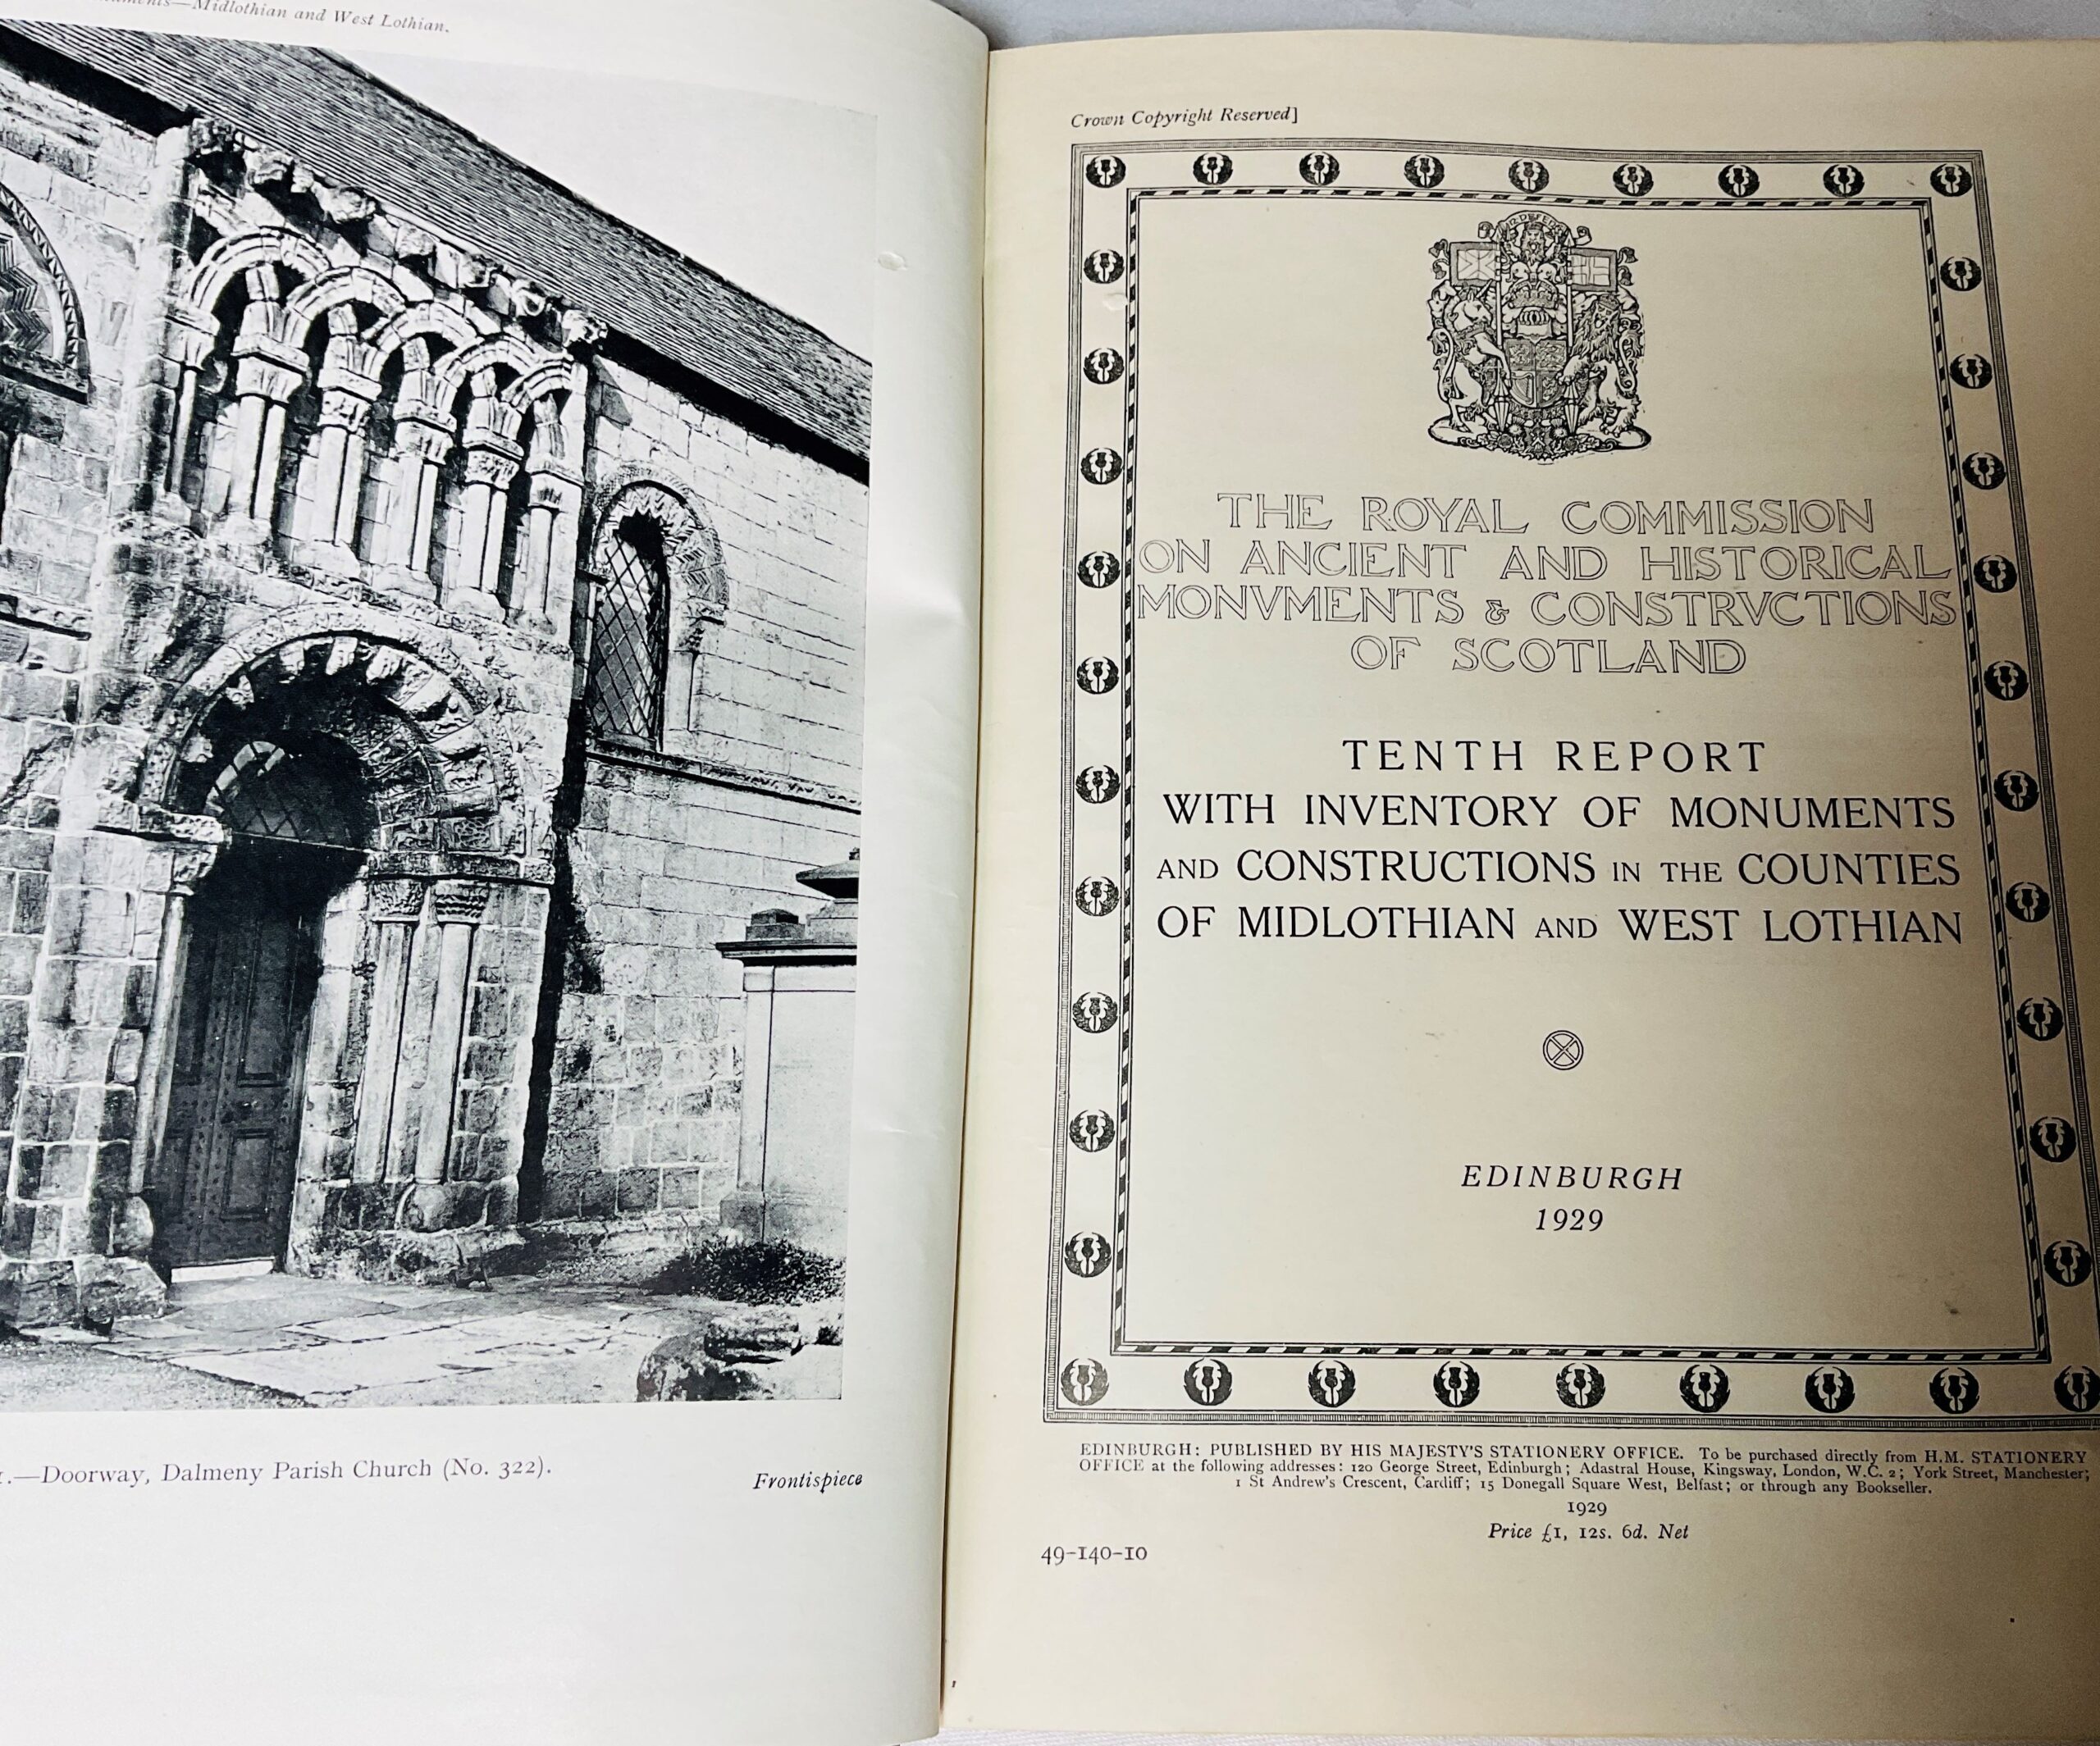 —Midlothian and West Lothian.
1.—Doorway, Dalmeny Parish Church (No. 322).
Frontispiece
Crown Copyright Reserved]
THE ROYAL COMMISSION
ON ANCIENT AND HISTORICAL
MONVMENTS & CONSTRVCTIONS
OF SCOTLAND
TENTH REPORT
WITH INVENTORY OF MONUMENTS
AND CONSTRUCTIONS IN THE COUNTIES
OF MIDLOTHIAN AND WEST LOTHIAN
EDINBURGH
1929
EDINBURGH: PUBLISHED BY HIS MAJESTY'S STATIONERY OFFICE. To be purchased directly from H.M. STATIONERY
OFFICE at the following addresses: 120 George Street, Edinburgh; Adastral House, Kingsway, London, W.C. 2; York Street, Manchester;
1 St Andrew's Crescent, Cardiff; 15 Donegall Square West, Belfast; or through any Bookseller.
1929
Price £1, 12s. 6d. Net
49-140-10